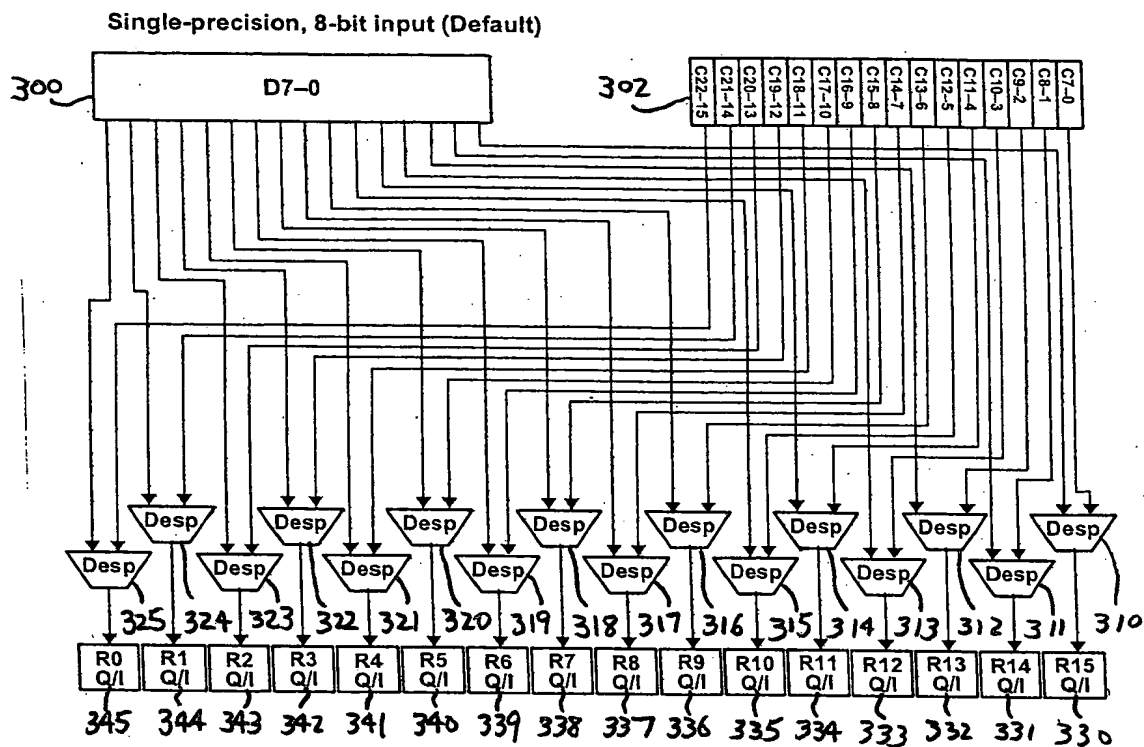 Single-precision, 8-bit input (Default)
300
D7–0
302
C22–15
C21–14
C20–13
C19–12
C18–11
C17–10
C16–9
C15–8
C14–7
C13–6
C12–5
C11–4
C10–3
C9–2
C8–1
C7–0
Desp Desp Desp Desp Desp Desp Desp Desp
Desp Desp Desp Desp Desp Desp Desp Desp
325 324 323 322 321 320 319 318 317 316 315 314 313 312 311 310
R0 R1 R2 R3 R4 R5 R6 R7 R8 R9 R10 R11 R12 R13 R14 R15
Q/I Q/I Q/I Q/I Q/I Q/I Q/I Q/I Q/I Q/I Q/I Q/I Q/I Q/I Q/I Q/I
345 344 343 342 341 340 339 338 337 336 335 334 333 332 331 330